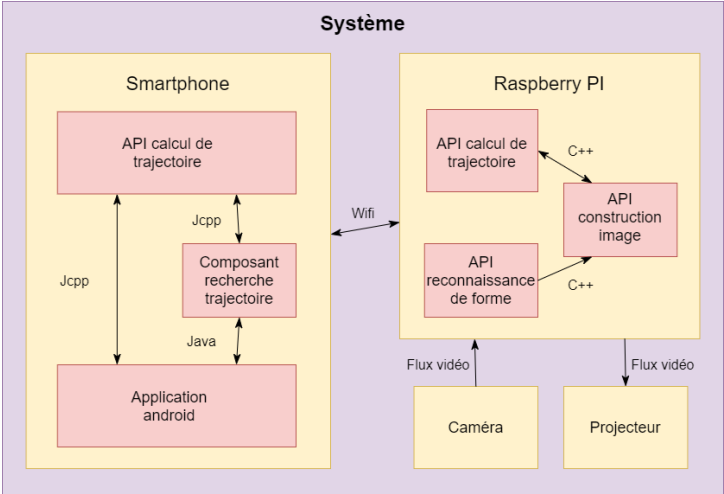 Système
Smartphone
API calcul de
trajectoire
Jcpp
Jcpp
Composant
recherche
trajectoire
Java
Application
android
Wifi
Raspberry PI
API calcul de
trajectoire
C++
API
construction
image
API
reconnaissance
de forme
C++
Flux vidéo
Flux vidéo
Caméra
Projecteur